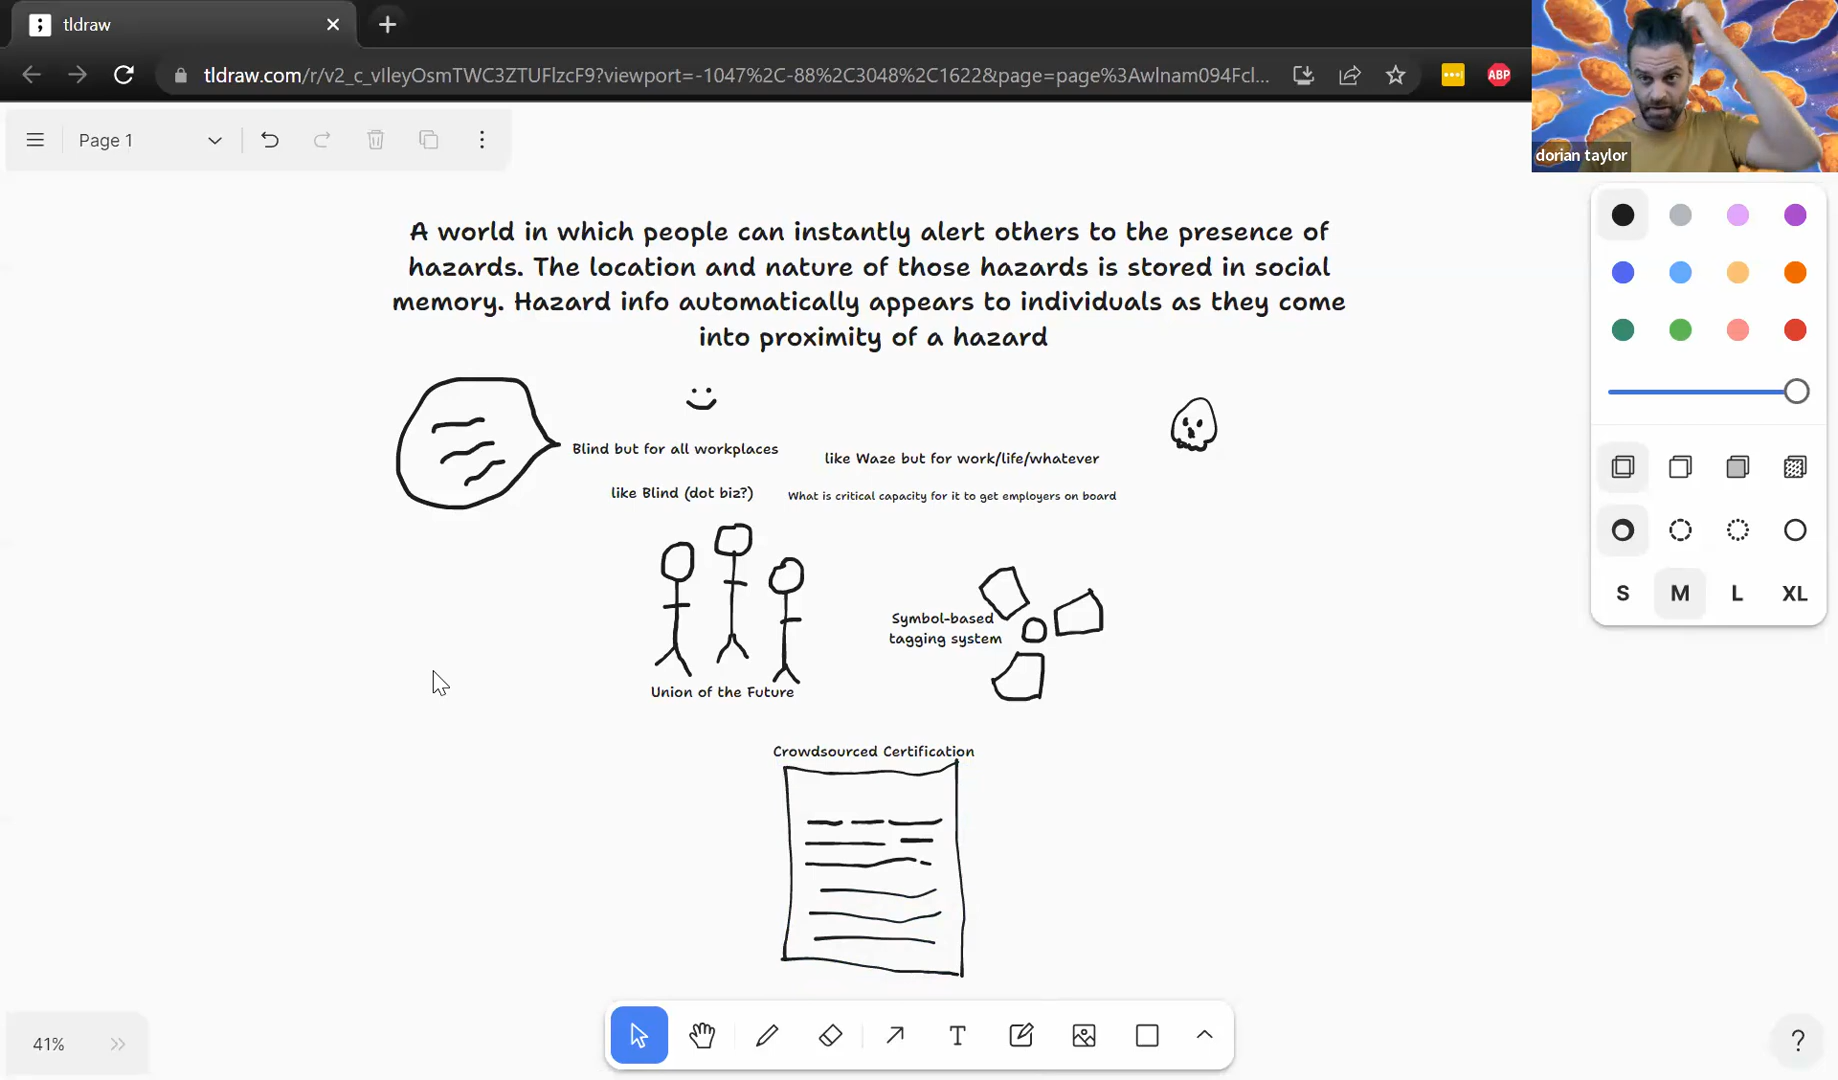 tldraw
tldraw.com/r/v2_c_vIleyOsmTWC3ZTUFlzcF9?viewport=-1047%2C-88%2C3048%2C1622&page=page%3Awlnam094Fcl...
ABP
dorian taylor
Page 1
A world in which people can instantly alert others to the presence of
hazards. The location and nature of those hazards is stored in social
memory. Hazard info automatically appears to individuals as they come
into proximity of a hazard
Blind but for all workplaces
like Waze but for work/life/whatever
like Blind (dot biz?)
What is critical capacity for it to get employers on board
Symbol-based
tagging system
Union of the Future
Crowdsourced Certification
S M L XL
41%
T
?